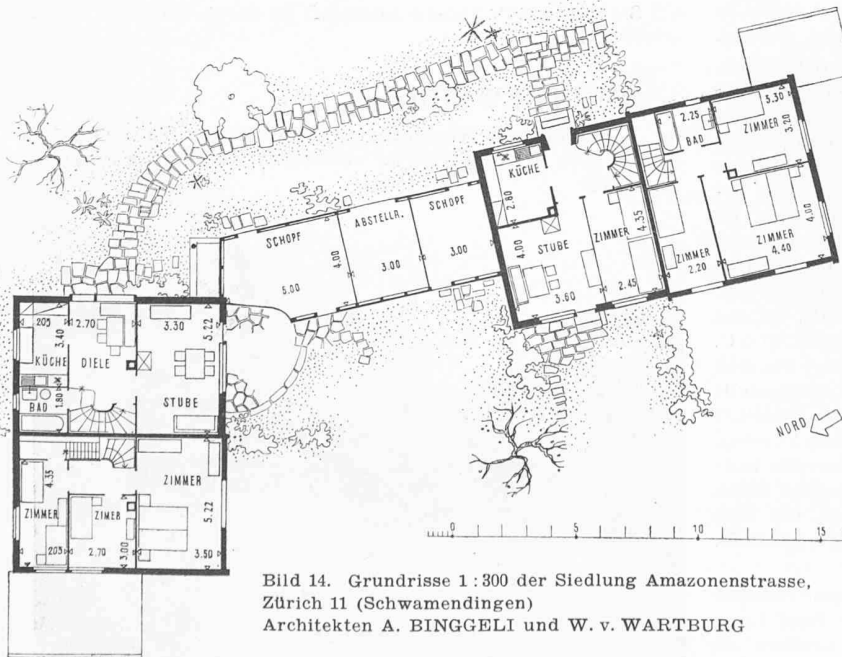 KÜCHE
2.80
STUBE
4.00
3.60
ZIMMER
4.35
2.45
2.25
BAD
ZIMMER
3.30
3.20
ZIMMER
4.00
4.40
ZIMMER
2.20
SCHOPF
4.00
5.00
ABSTELLR.
3.00
SCHOPF
3.00
205
2.70
3.40
KÜCHE
DIELE
3.30
5.22
BAD
1.80
STUBE
4.35
ZIMMER
205
ZIMER
2.70
3.00
ZIMMER
5.22
3.50
NORD
0 5 8 10 15
Bild 14. Grundrisse 1 : 300 der Siedlung Amazonenstrasse,
Zürich 11 (Schwamendingen)
Architekten A. BINGGELI und W. v. WARTBURG